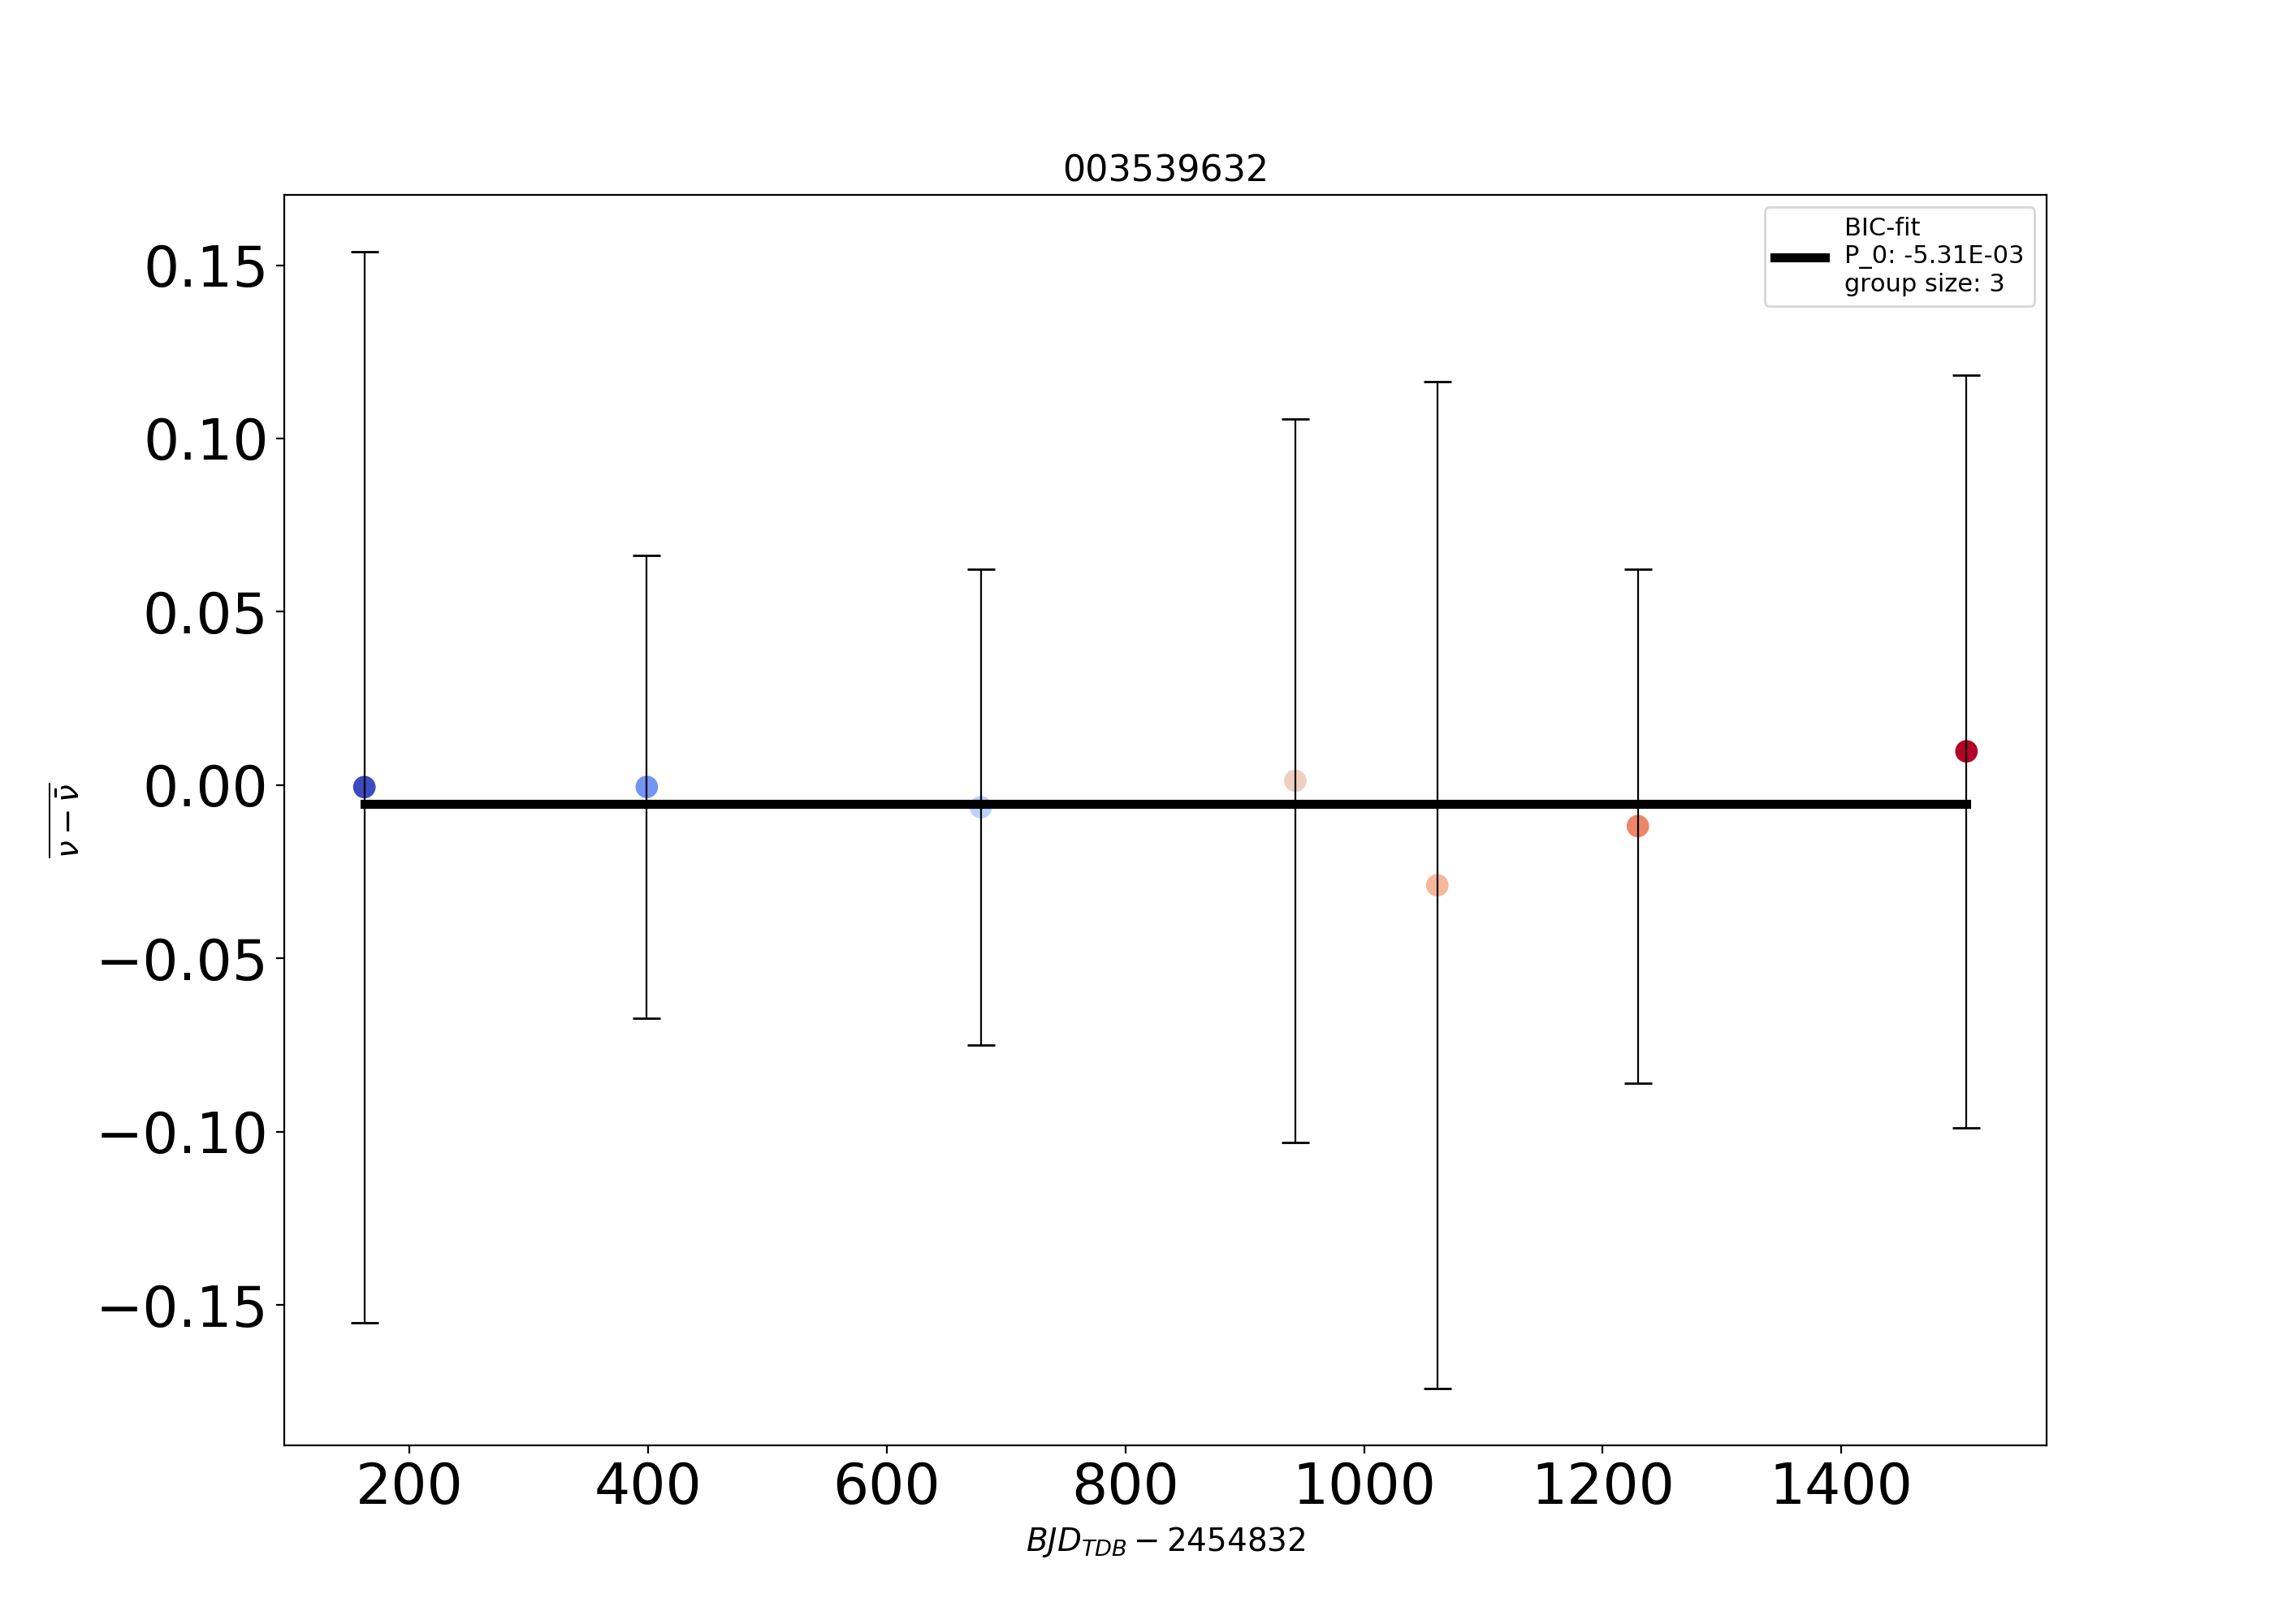 003539632
BIC-fit
P_0: -5.31E-03
group size: 3
0.15
0.10
0.05
0.00
−0.05
−0.10
−0.15
ν − ν̄
200 400 600 800 1000 1200 1400
BJD_TDB − 2454832